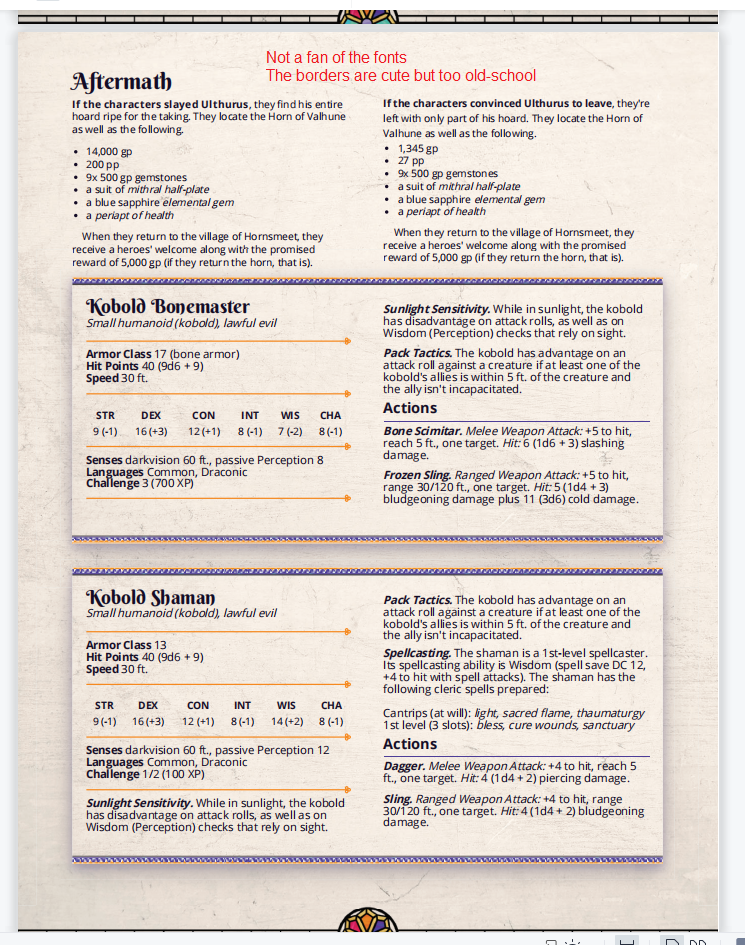 Not a fan of the fonts
The borders are cute but too old-school
Aftermath
If the characters slayed Ulthurus, they find his entire
hoard ripe for the taking. They locate the Horn of Valhune
as well as the following.
• 14,000 gp
• 200 pp
• 9x 500 gp gemstones
• a suit of mithral half-plate
• a blue sapphire elemental gem
• a periapt of health
When they return to the village of Hornsmeet, they
receive a heroes' welcome along with the promised
reward of 5,000 gp (if they return the horn, that is).
If the characters convinced Ulthurus to leave, they're
left with only part of his hoard. They locate the Horn of
Valhune as well as the following.
• 1,345 gp
• 27 pp
• 9x 500 gp gemstones
• a suit of mithral half-plate
• a blue sapphire elemental gem
• a periapt of health
When they return to the village of Hornsmeet, they
receive a heroes' welcome along with the promised
reward of 5,000 gp (if they return the horn, that is).
Kobold Bonemaster
Small humanoid (kobold), lawful evil
Armor Class 17 (bone armor)
Hit Points 40 (9d6 + 9)
Speed 30 ft.
STR DEX CON INT WIS CHA
9 (-1) 16 (+3) 12 (+1) 8 (-1) 7 (-2) 8 (-1)
Senses darkvision 60 ft., passive Perception 8
Languages Common, Draconic
Challenge 3 (700 XP)
Sunlight Sensitivity. While in sunlight, the kobold
has disadvantage on attack rolls, as well as on
Wisdom (Perception) checks that rely on sight.
Pack Tactics. The kobold has advantage on an
attack roll against a creature if at least one of the
kobold's allies is within 5 ft. of the creature and
the ally isn't incapacitated.
Actions
Bone Scimitar. Melee Weapon Attack: +5 to hit,
reach 5 ft., one target. Hit: 6 (1d6 + 3) slashing
damage.
Frozen Sling. Ranged Weapon Attack: +5 to hit,
range 30/120 ft., one target. Hit: 5 (1d4 + 3)
bludgeoning damage plus 11 (3d6) cold damage.
Kobold Shaman
Small humanoid (kobold), lawful evil
Armor Class 13
Hit Points 40 (9d6 + 9)
Speed 30 ft.
STR DEX CON INT WIS CHA
9 (-1) 16 (+3) 12 (+1) 8 (-1) 14 (+2) 8 (-1)
Senses darkvision 60 ft., passive Perception 12
Languages Common, Draconic
Challenge 1/2 (100 XP)
Sunlight Sensitivity. While in sunlight, the kobold
has disadvantage on attack rolls, as well as on
Wisdom (Perception) checks that rely on sight.
Pack Tactics. The kobold has advantage on an
attack roll against a creature if at least one of the
kobold's allies is within 5 ft. of the creature and
the ally isn't incapacitated.
Spellcasting. The shaman is a 1st-level spellcaster.
Its spellcasting ability is Wisdom (spell save DC 12,
+4 to hit with spell attacks). The shaman has the
following cleric spells prepared:
Cantrips (at will): light, sacred flame, thaumaturgy
1st level (3 slots): bless, cure wounds, sanctuary
Actions
Dagger. Melee Weapon Attack: +4 to hit, reach 5
ft., one target. Hit: 4 (1d4 + 2) piercing damage.
Sling. Ranged Weapon Attack: +4 to hit, range
30/120 ft., one target. Hit: 4 (1d4 + 2) bludgeoning
damage.